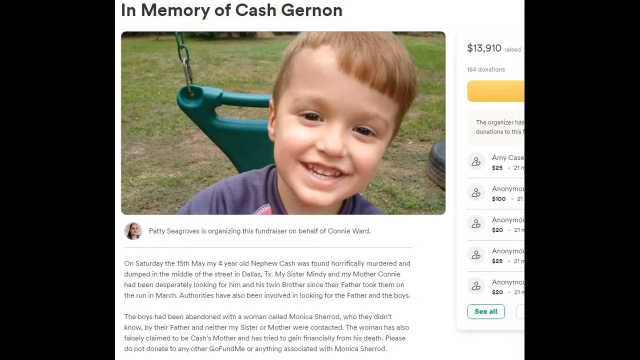 In Memory of Cash Gernon
$13,910 raised
184 donations
The organizer has
donations to this f
Amy Case
$25 • 21 m
Anonymou
$100 • 21
Anonymou
$20 • 21 m
Anonymou
$25 • 21 m
Anonymou
$20 • 21 m
See all
Patty Seagroves is organizing this fundraiser on behalf of Connie Ward.
On Saturday the 15th May my 4 year old Nephew Cash was found horrifically murdered and
dumped in the middle of the street in Dallas, Tx. My Sister Mindy and my Mother Connie
had been desperately looking for him and his twin Brother since their Father took them on
the run in March. Authorities have also been involved in looking for the Father and the boys.
The boys had been abandoned with a woman called Monica Sherrod, who they didn't
know, by their Father and neither my Sister or Mother were contacted. The woman has also
falsely claimed to be Cash's Mother and has tried to gain financially from his death. Please
do not donate to any other GoFundMe or anything associated with Monica Sherrod.